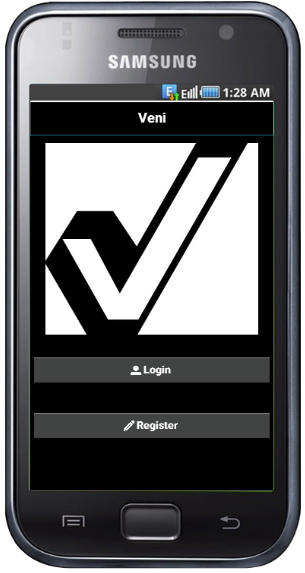 SAMSUNG
E 1:28 AM
Veni
Login
Register